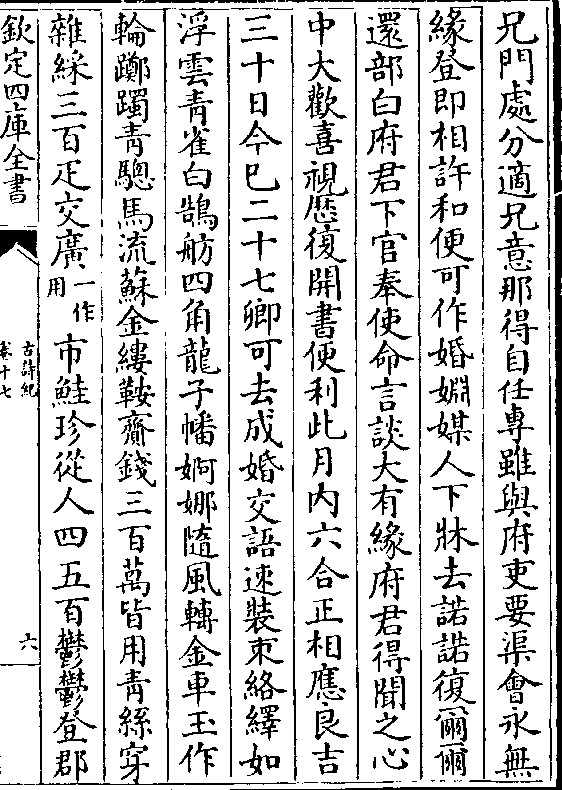 兄門處分適兄意那得自任專雖與府吏要渠會永無
緣登即相許和便可作婚姻媒人下牀去諾諾復爾爾
還部白府君下官奉使命言談大有緣府君得聞之心
中大歡喜視歷復開書便利此月内六合正相應良吉
三十日今巳二十七卿可去成婚交語速裝束絡繹如
浮雲青雀白鵠舫四角龍子幡婀娜隨風轉金車玉作
輪躑躅青驄馬流蘇金縷鞍齎錢三百萬皆用青絲穿
雜綵三百疋交廣一作用市鮭珍從人四五百鬱鬱登郡
欽定四庫全書
古詩紀
卷十七
六